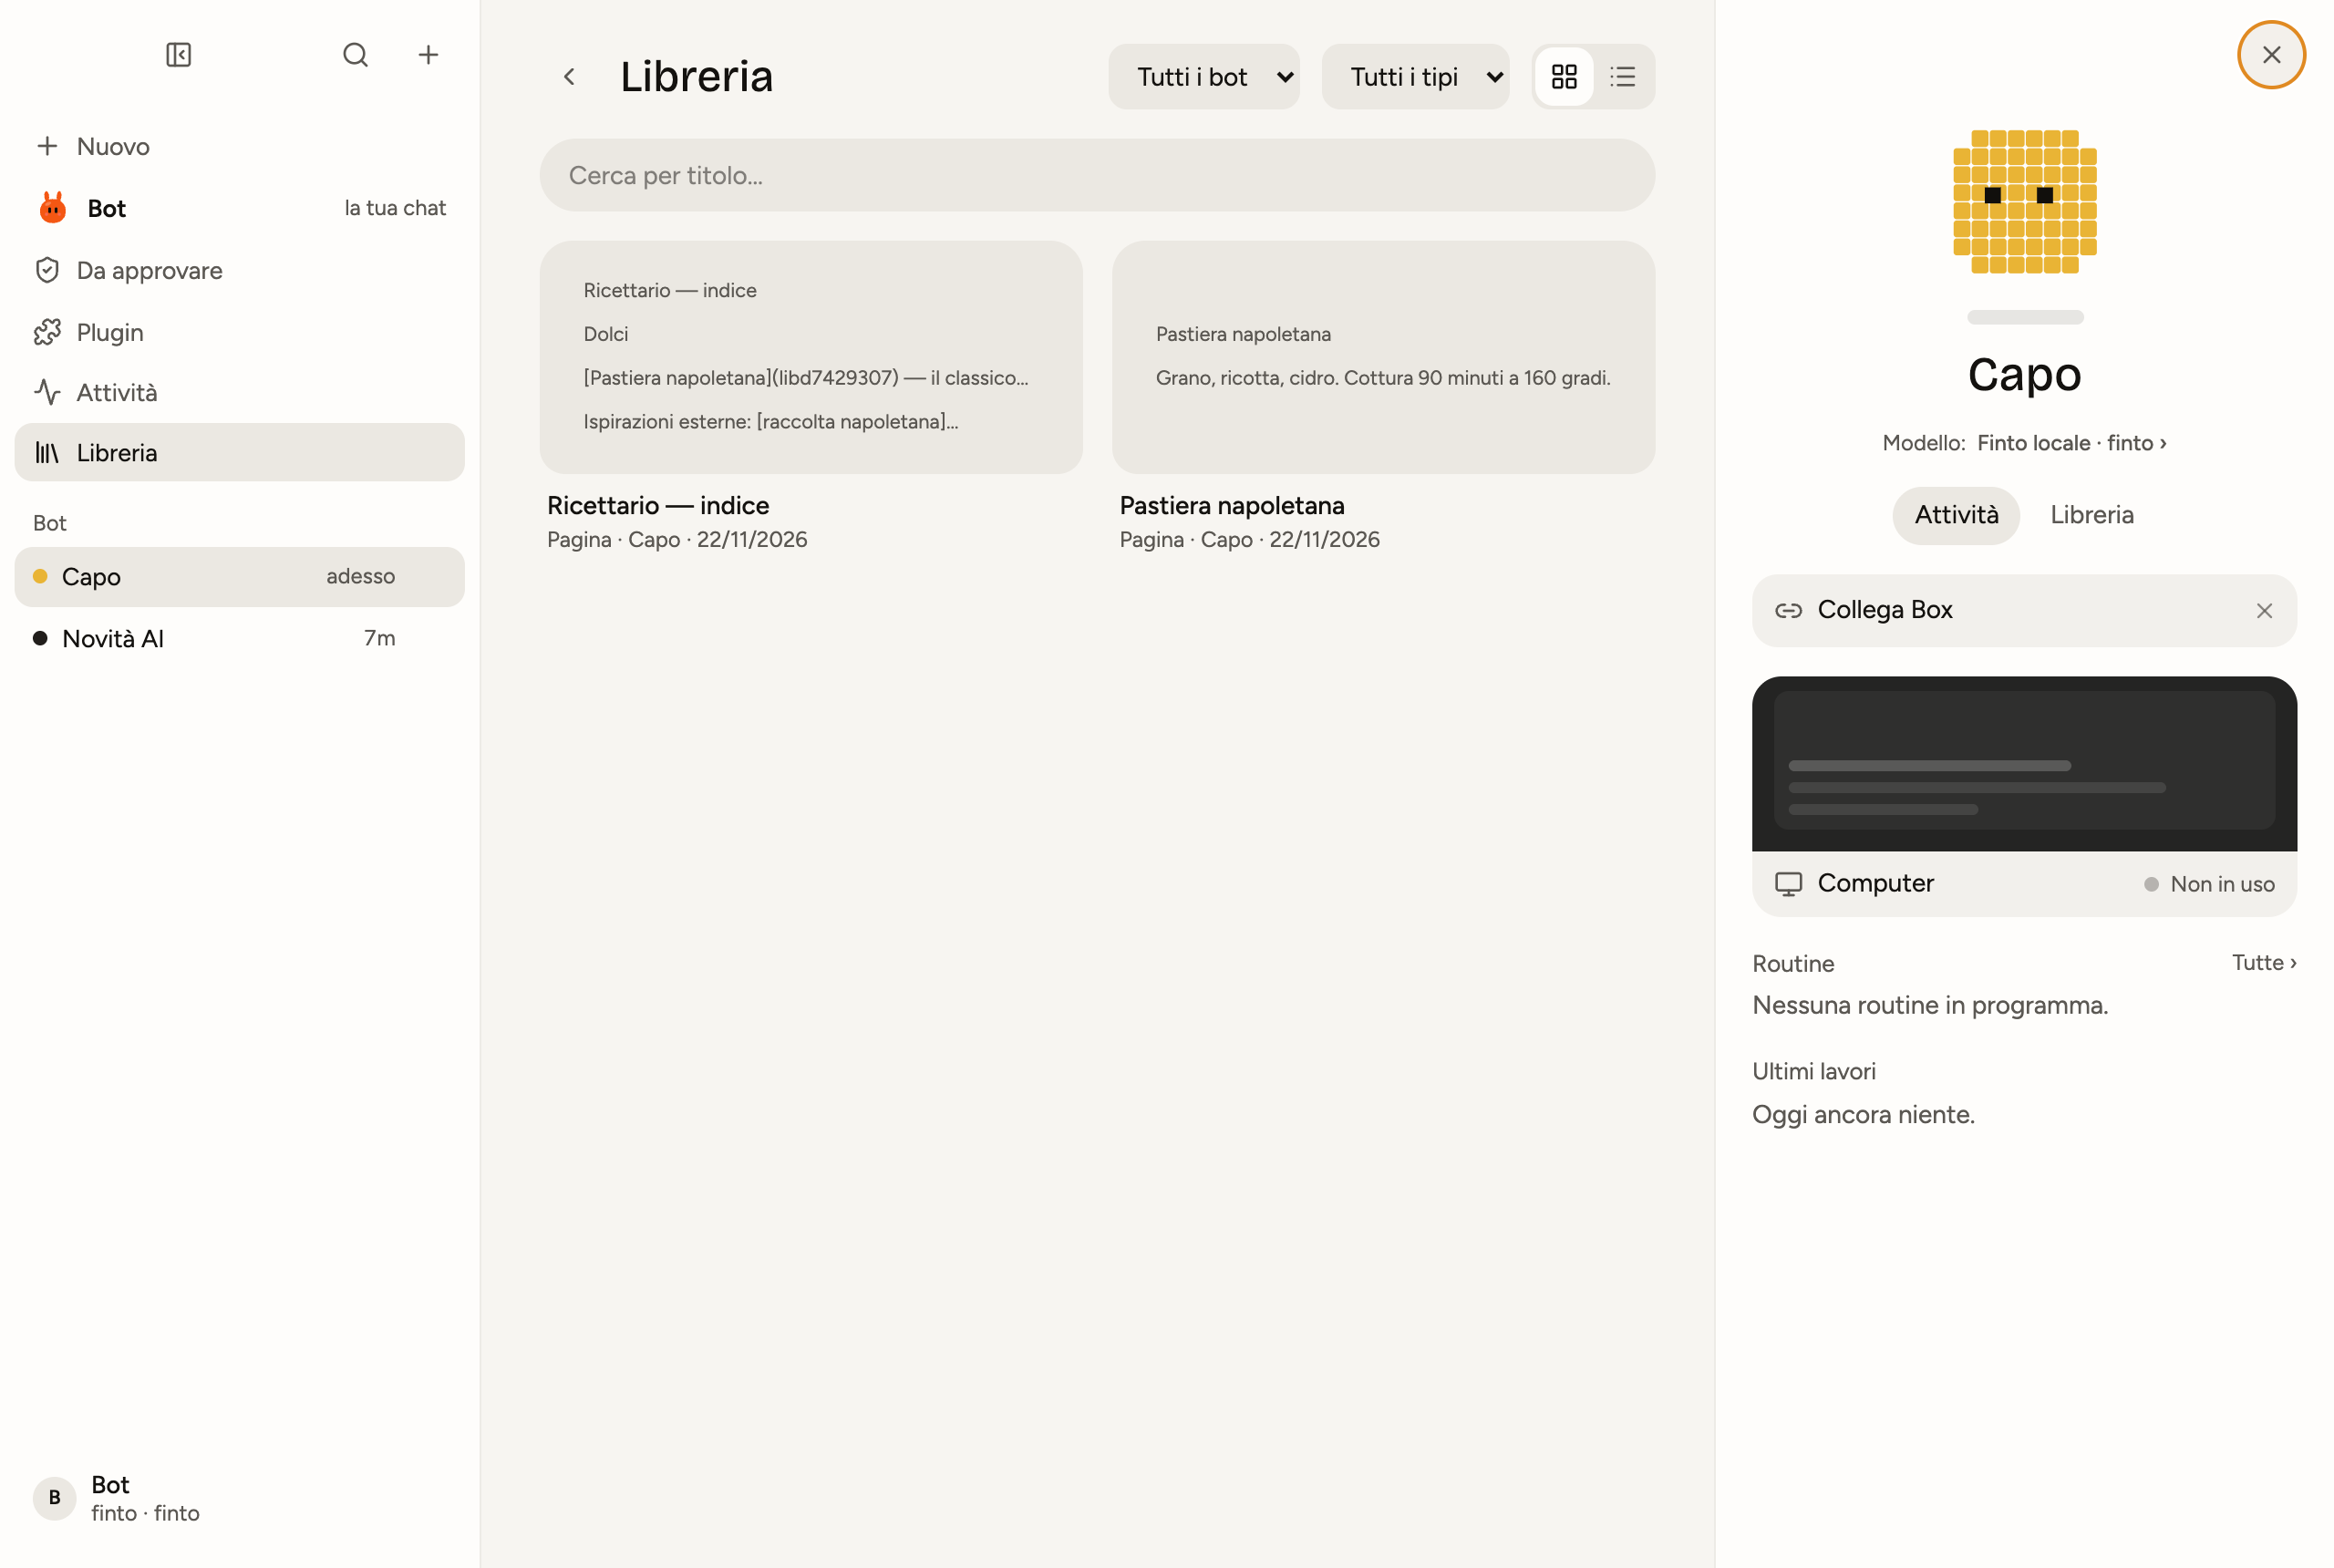 Nuovo
Bot la tua chat
Da approvare
Plugin
Attività
Libreria
Bot
Capo adesso
Novità AI 7m
B
Bot
finto · finto
Libreria
Tutti i bot
Tutti i tipi
Cerca per titolo...
Ricettario — indice
Dolci
[Pastiera napoletana](libd7429307) — il classico...
Ispirazioni esterne: [raccolta napoletana]...
Ricettario — indice
Pagina · Capo · 22/11/2026
Pastiera napoletana
Grano, ricotta, cidro. Cottura 90 minuti a 160 gradi.
Pastiera napoletana
Pagina · Capo · 22/11/2026
Capo
Modello: Finto locale · finto ›
Attività Libreria
Collega Box
Computer Non in uso
Routine Tutte ›
Nessuna routine in programma.
Ultimi lavori
Oggi ancora niente.